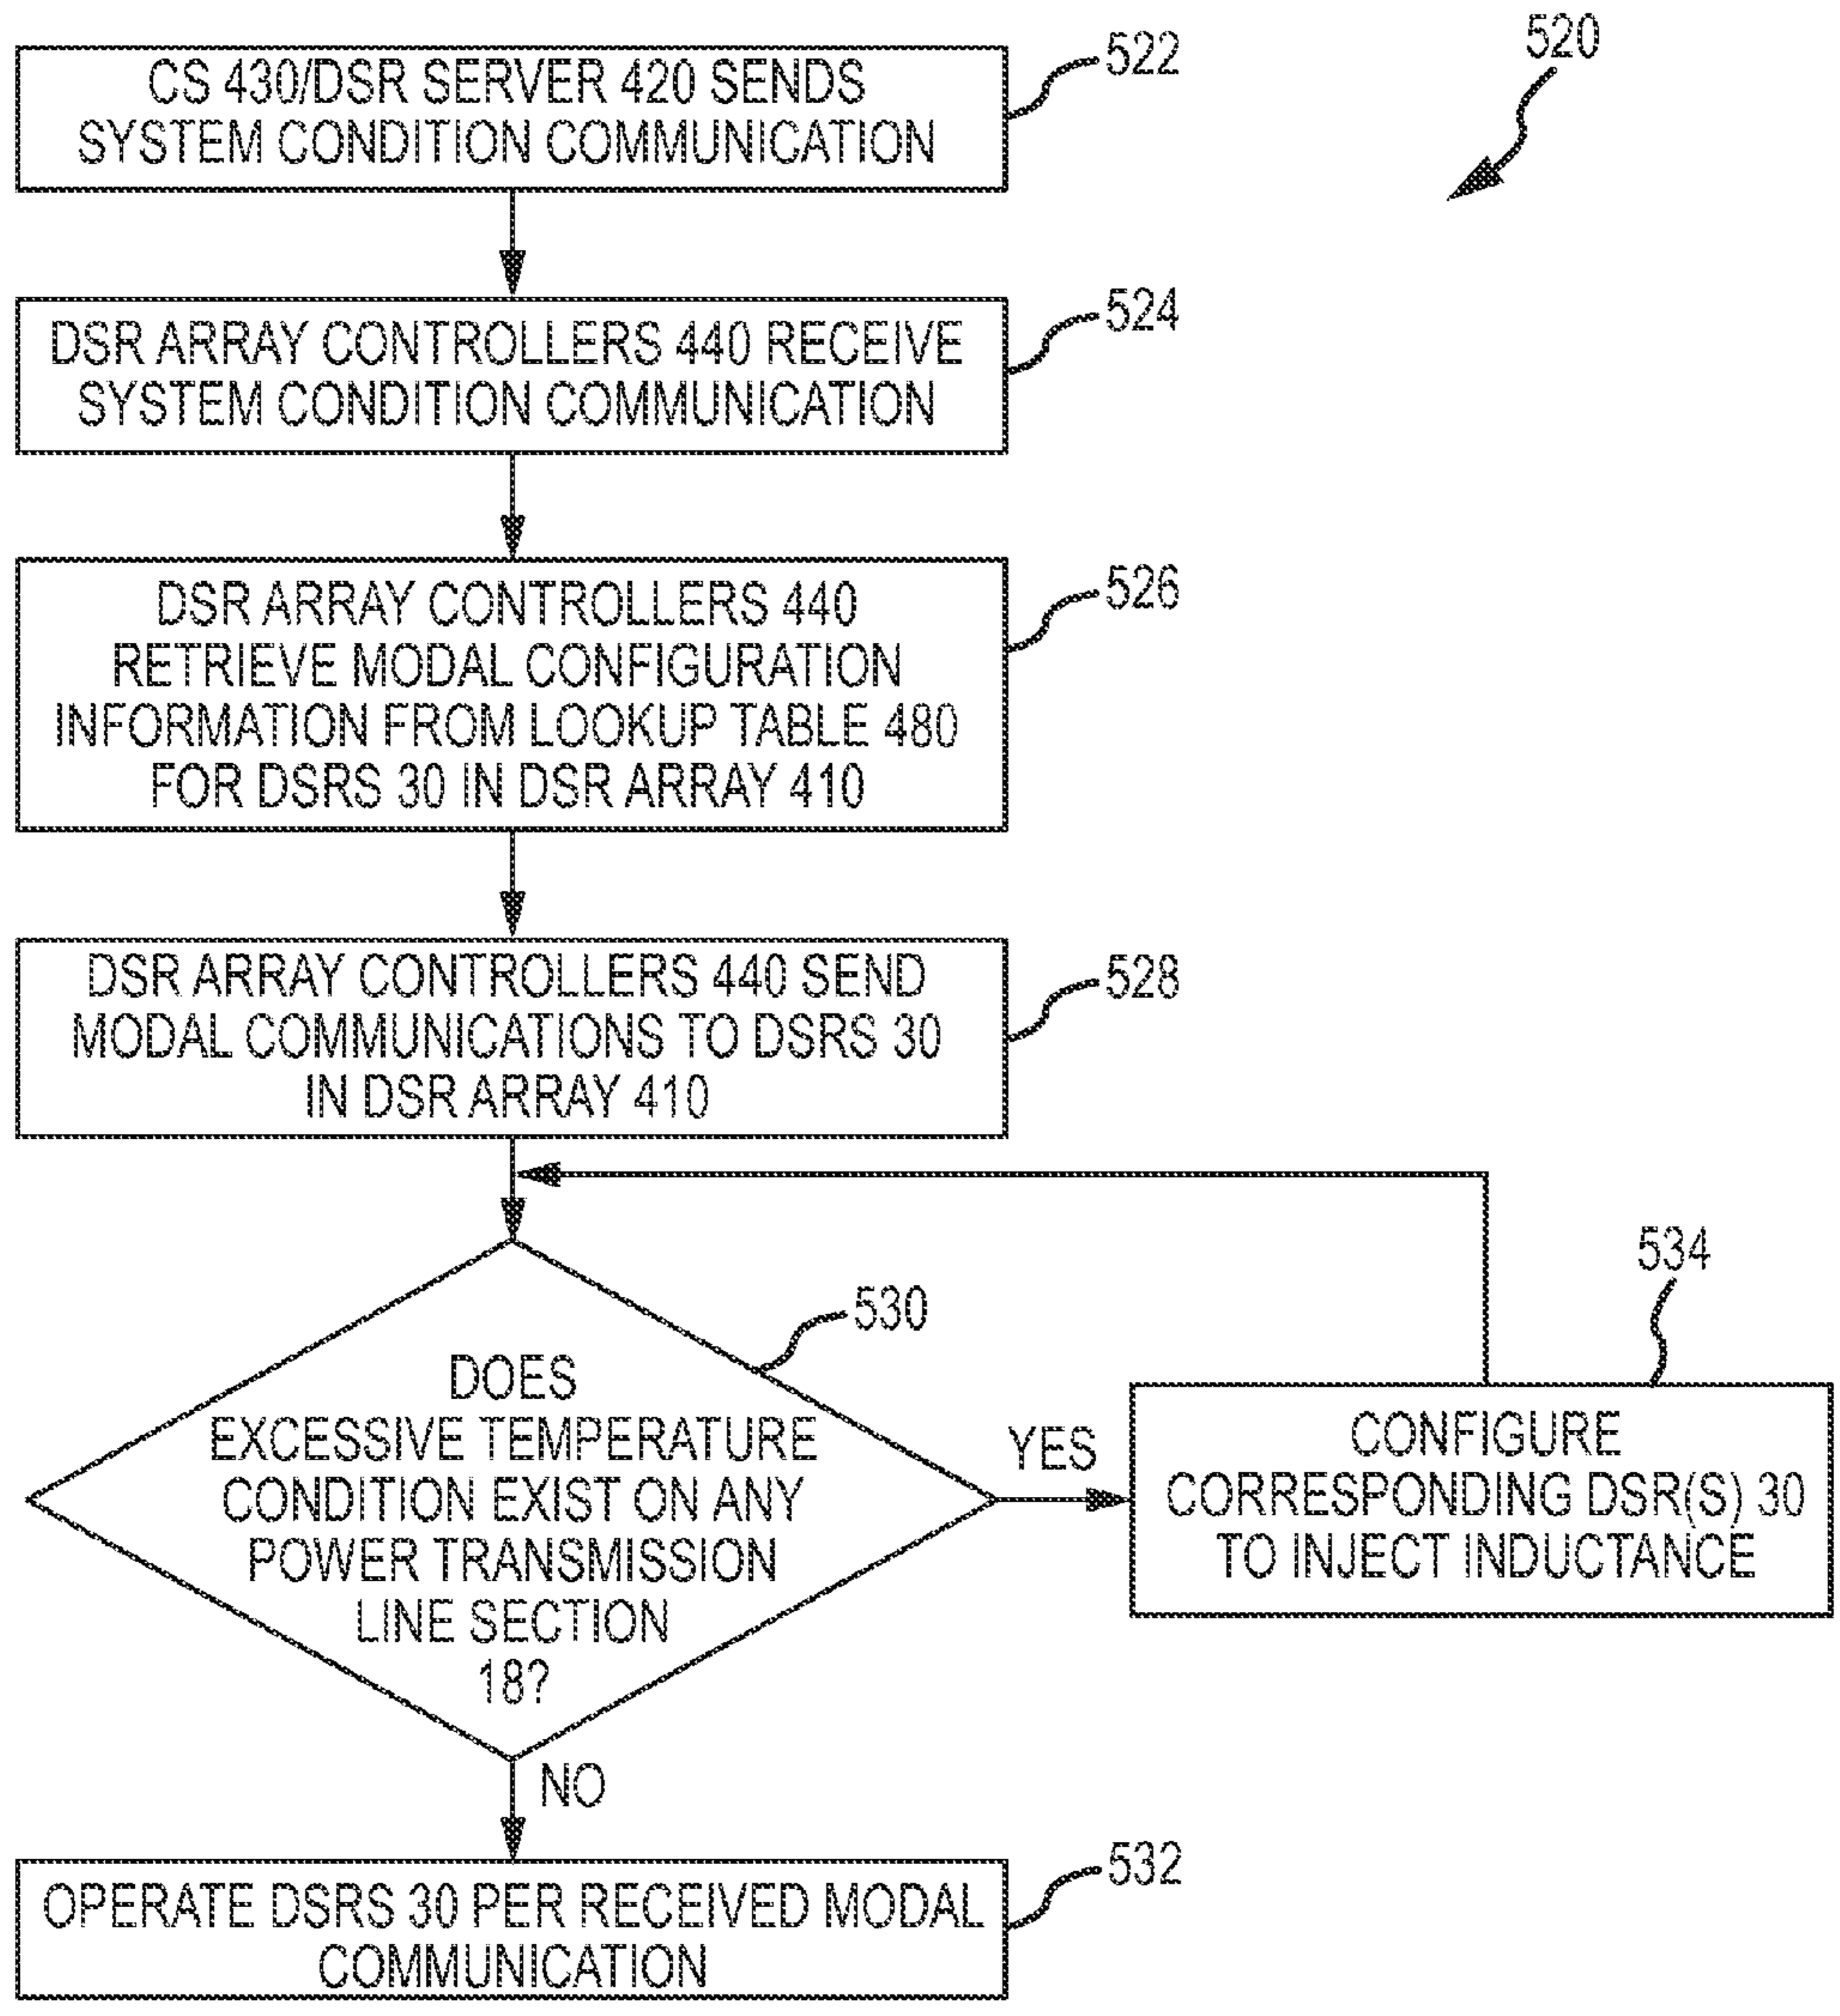 520
CS 430/DSR SERVER 420 SENDS
SYSTEM CONDITION COMMUNICATION
522
DSR ARRAY CONTROLLERS 440 RECEIVE
SYSTEM CONDITION COMMUNICATION
524
DSR ARRAY CONTROLLERS 440
RETRIEVE MODAL CONFIGURATION
INFORMATION FROM LOOKUP TABLE 480
FOR DSRS 30 IN DSR ARRAY 410
526
DSR ARRAY CONTROLLERS 440 SEND
MODAL COMMUNICATIONS TO DSRS 30
IN DSR ARRAY 410
528
DOES
EXCESSIVE TEMPERATURE
CONDITION EXIST ON ANY
POWER TRANSMISSION
LINE SECTION
18?
530
YES
CONFIGURE
CORRESPONDING DSR(S) 30
TO INJECT INDUCTANCE
534
NO
OPERATE DSRS 30 PER RECEIVED MODAL
COMMUNICATION
532